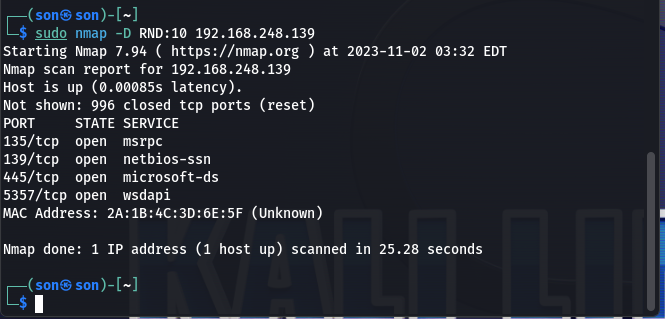 ┌──(son㉿son)-[~]
└─$ sudo nmap -D RND:10 192.168.248.139
Starting Nmap 7.94 ( https://nmap.org ) at 2023-11-02 03:32 EDT
Nmap scan report for 192.168.248.139
Host is up (0.00085s latency).
Not shown: 996 closed tcp ports (reset)
PORT     STATE SERVICE
135/tcp  open  msrpc
139/tcp  open  netbios-ssn
445/tcp  open  microsoft-ds
5357/tcp open  wsdapi
MAC Address: 2A:1B:4C:3D:6E:5F (Unknown)
Nmap done: 1 IP address (1 host up) scanned in 25.28 seconds
┌──(son㉿son)-[~]
└─$
KALI LI